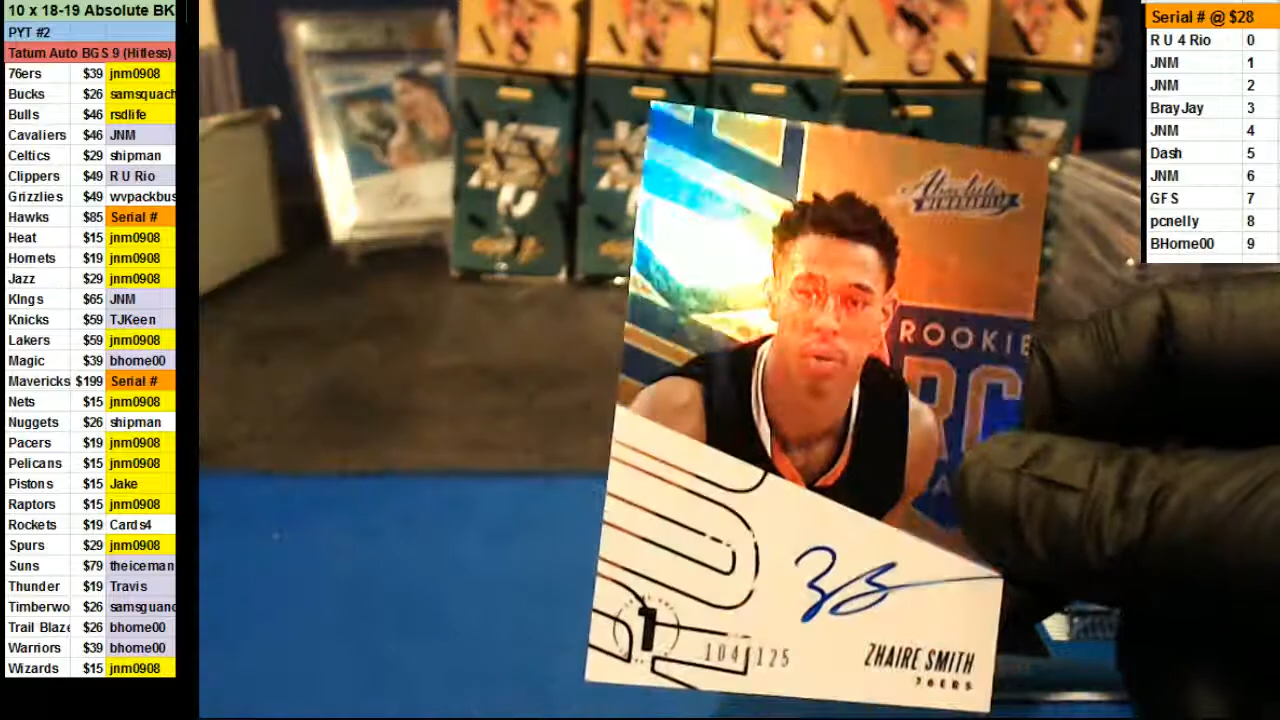 10 x 18-19 Absolute BK
PYT #2
Tatum Auto BGS 9 (Hitless)
76ers $39 jnm0908
Bucks $26 samsquach
Bulls $46 rsdlife
Cavaliers $46 JNM
Celtics $29 shipman
Clippers $49 R U Rio
Grizzlies $49 wvpackbus
Hawks $85 Serial #
Heat $15 jnm0908
Hornets $19 jnm0908
Jazz $29 jnm0908
KIngs $65 JNM
Knicks $59 TJKeen
Lakers $59 jnm0908
Magic $39 bhome00
Mavericks $199 Serial #
Nets $15 jnm0908
Nuggets $26 shipman
Pacers $19 jnm0908
Pelicans $15 jnm0908
Pistons $15 Jake
Raptors $15 jnm0908
Rockets $19 Cards4
Spurs $29 jnm0908
Suns $79 theiceman
Thunder $19 Travis
Timberwo $26 samsguanc
Trail Blaze $26 bhome00
Warriors $39 bhome00
Wizards $15 jnm0908
Serial # @ $28
R U 4 Rio 0
JNM 1
JNM 2
BrayJay 3
JNM 4
Dash 5
JNM 6
GFS 7
pcnelly 8
BHome00 9
Absolute
MEMORABILIA
ROOKIE
RC
1
104/125
ZHAIRE SMITH
76ERS